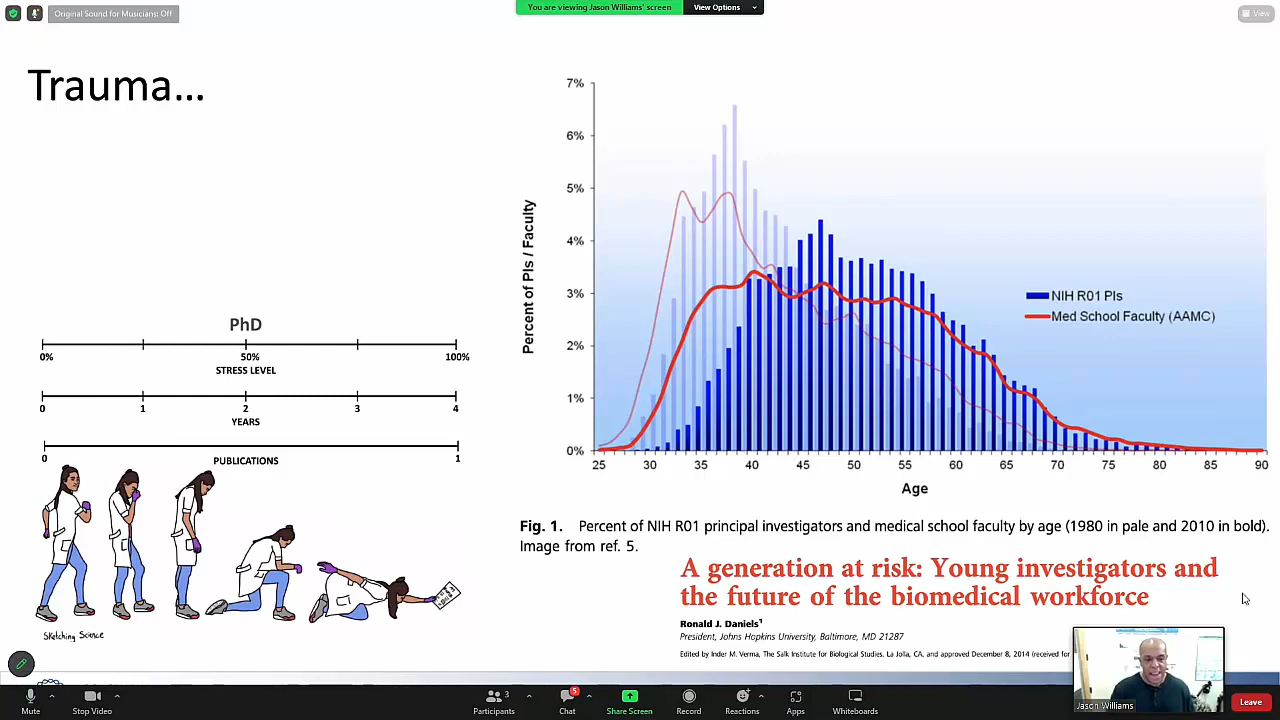 Original Sound for Musicians: Off
You are viewing Jason Williams' screen
View Options
View
Trauma...
7%
6%
5%
4%
3%
2%
1%
0%
Percent of PIs / Faculty
NIH R01 PIs
Med School Faculty (AAMC)
25 30 35 40 45 50 55 60 65 70 75 80 85 90
Age
PhD
0% 50% 100%
STRESS LEVEL
0 1 2 3 4
YEARS
0 1
PUBLICATIONS
Sketching Science
Fig. 1. Percent of NIH R01 principal investigators and medical school faculty by age (1980 in pale and 2010 in bold).
Image from ref. 5.
A generation at risk: Young investigators and
the future of the biomedical workforce
Ronald J. Daniels¹
President, Johns Hopkins University, Baltimore, MD 21287
Edited by Inder M. Verma, The Salk Institute for Biological Studies, La Jolla, CA, and approved December 8, 2014 (received for
Jason Williams
Mute
Stop Video
Participants
3
Chat
5
Share Screen
Record
Reactions
Apps
Whiteboards
Leave